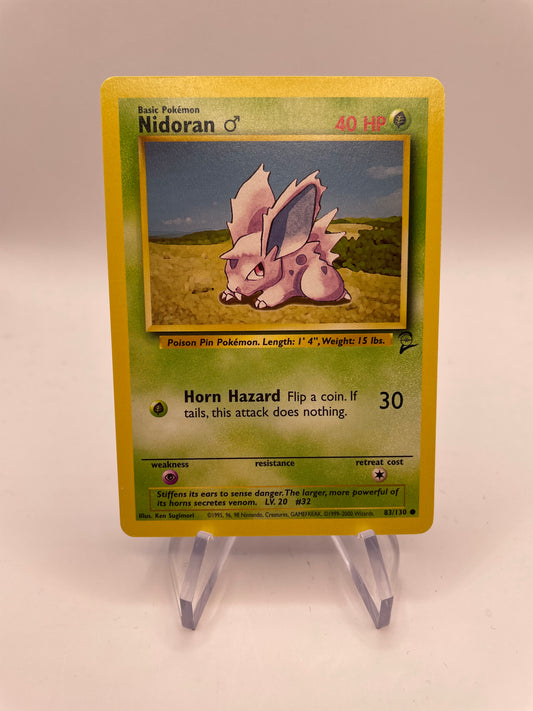 Basic Pokémon
Nidoran ♂ 40 HP
Poison Pin Pokémon. Length: 1' 4", Weight: 15 lbs.
Horn Hazard Flip a coin. If
tails, this attack does nothing.
30
weakness resistance retreat cost
Stiffens its ears to sense danger. The larger, more powerful of
its horns secretes venom. LV. 20 #32
Illus. Ken Sugimori ©1995, 96, 98 Nintendo, Creatures, GAMEFREAK. ©1999-2000 Wizards. 83/130